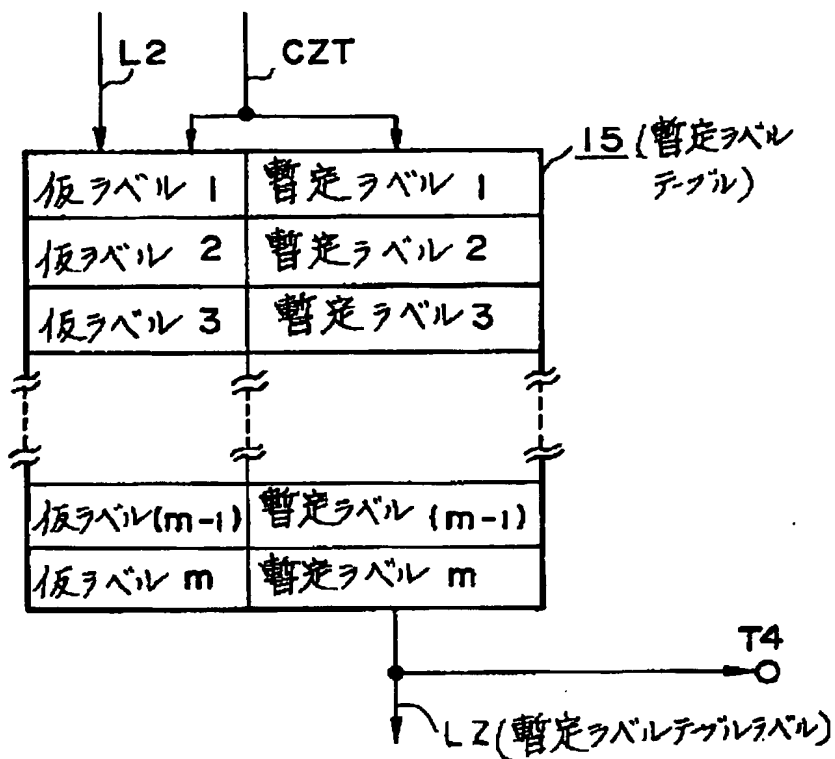 L2
CZT
15 (暫定ラベル
テーブル)
仮ラベル 1 暫定ラベル 1
仮ラベル 2 暫定ラベル 2
仮ラベル 3 暫定ラベル 3
仮ラベル(m-1) 暫定ラベル (m-1)
仮ラベル m 暫定ラベル m
T4
LZ(暫定ラベルテーブルラベル)